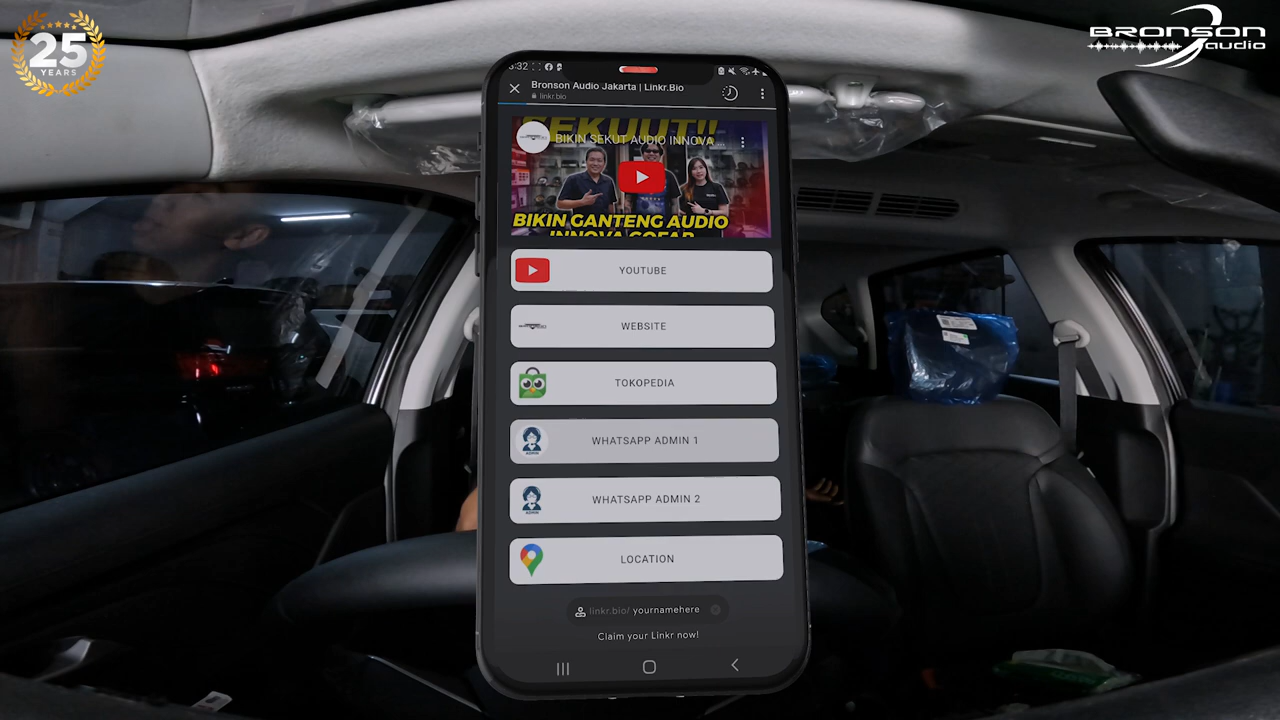 25
YEARS
BRONSON
audio
3:32
Bronson Audio Jakarta | Linkr.Bio
linkr.bio
SEKUUT!!
BIKIN SEKUT AUDIO INNOVA...
BIKIN GANTENG AUDIO
INNOVA
YOUTUBE
WEBSITE
TOKOPEDIA
WHATSAPP ADMIN 1
ADMIN
WHATSAPP ADMIN 2
ADMIN
LOCATION
linkr.bio/ yournamehere
Claim your Linkr now!